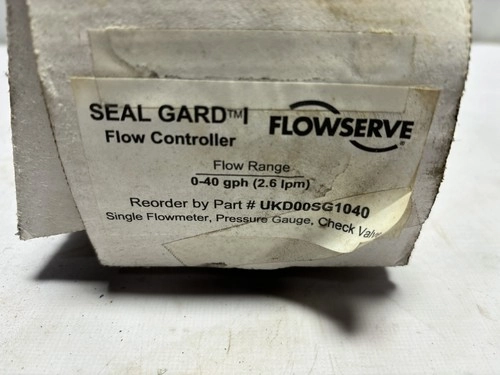 SEAL GARD™I
FLOWSERVE®
Flow Controller
Flow Range
0-40 gph (2.6 lpm)
Reorder by Part # UKD00SG1040
Single Flowmeter, Pressure Gauge, Check Valve